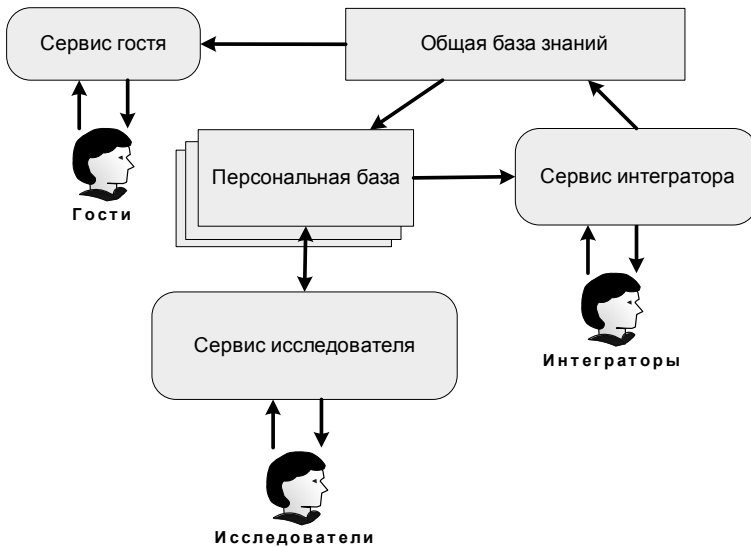 Сервис гостя
Общая база знаний
Персональная база
Сервис интегратора
Гости
Сервис исследователя
Интеграторы
Исследователи